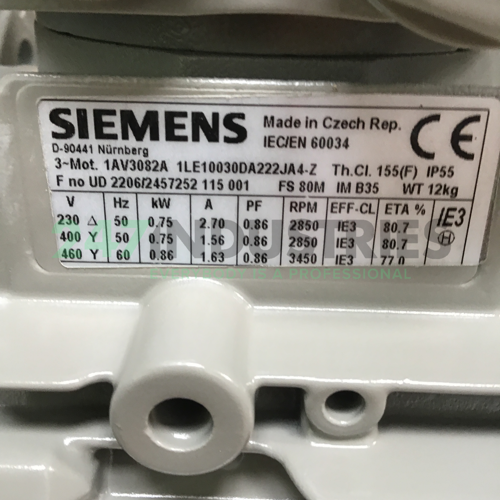 SIEMENS
D-90441 Nürnberg
Made in Czech Rep.
IEC/EN 60034
CE
3~Mot. 1AV3082A 1LE10030DA222JA4-Z Th.Cl. 155(F) IP55
F no UD 2206/2457252 115 001 FS 80M IM B35 WT 12kg
V Hz kW A PF RPM EFF-CL ETA % IE3
230 Δ 50 0.75 2.70 0.86 2850 IE3 80.7
400 Y 50 0.75 1.56 0.86 2850 IE3 80.7
460 Y 60 0.86 1.63 0.86 3450 IE3 77.0
H
247 INDUSTRIES